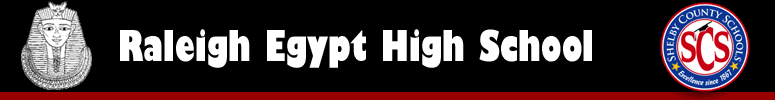 Raleigh Egypt High School
SHELBY COUNTY SCHOOLS
SCS
Excellence since 1867